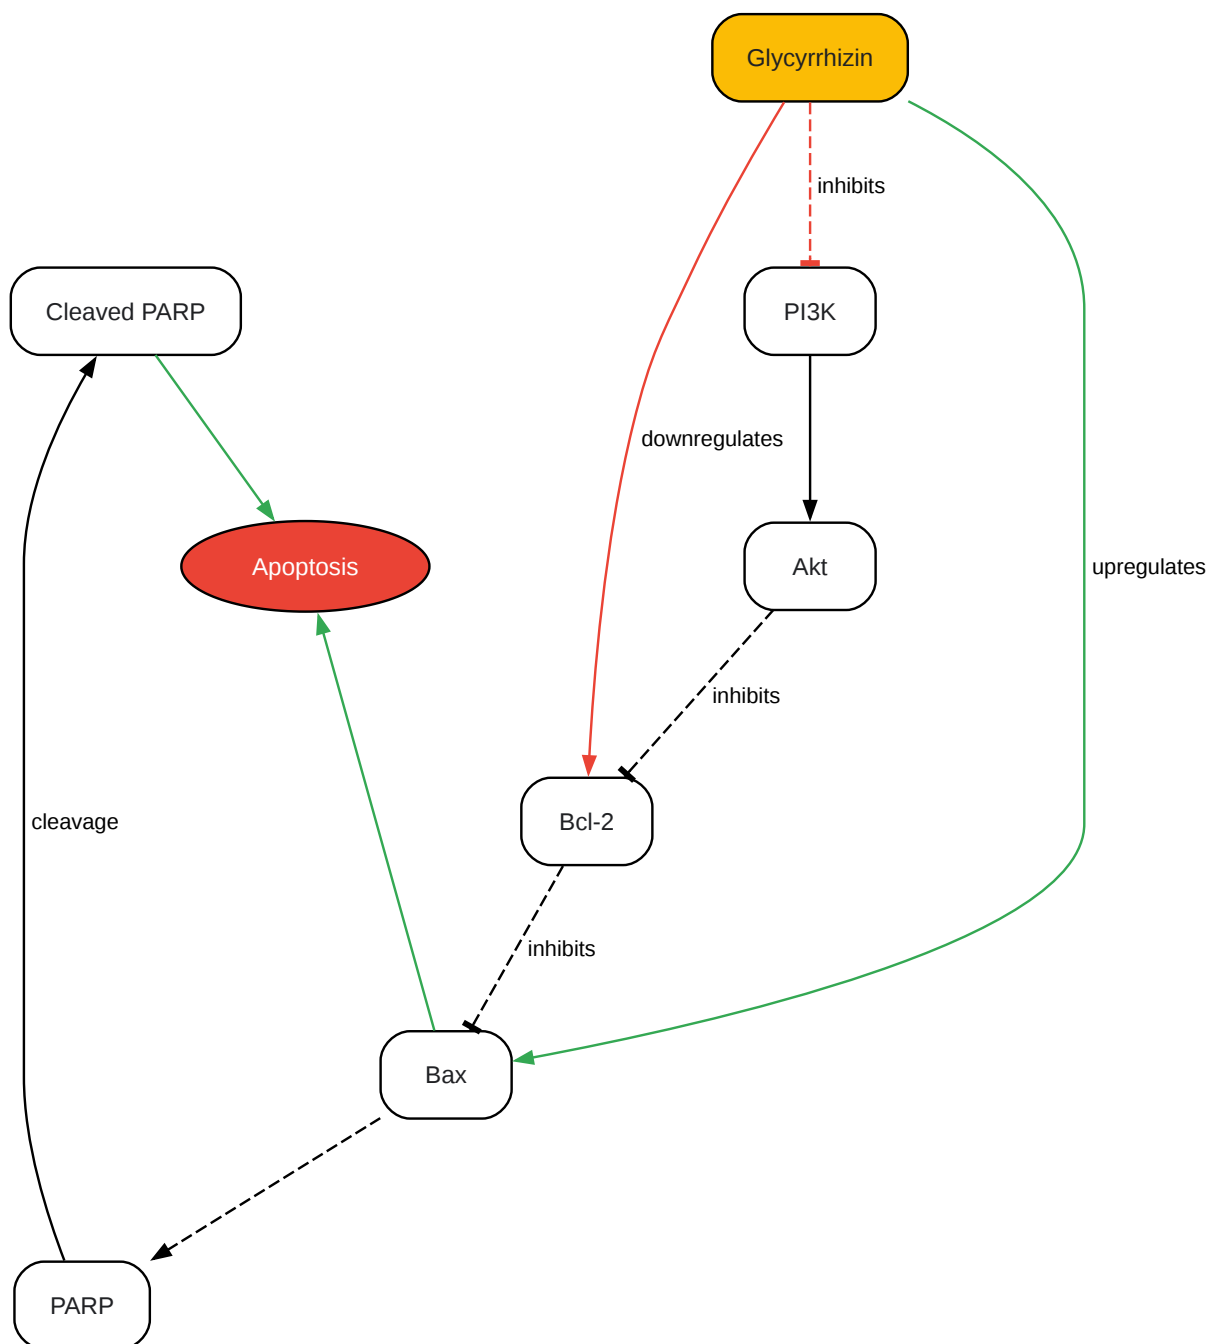 Glycyrrhizin
inhibits
Cleaved PARP
PI3K
downregulates
Apoptosis
Akt
upregulates
inhibits
cleavage
Bcl-2
inhibits
Bax
PARP